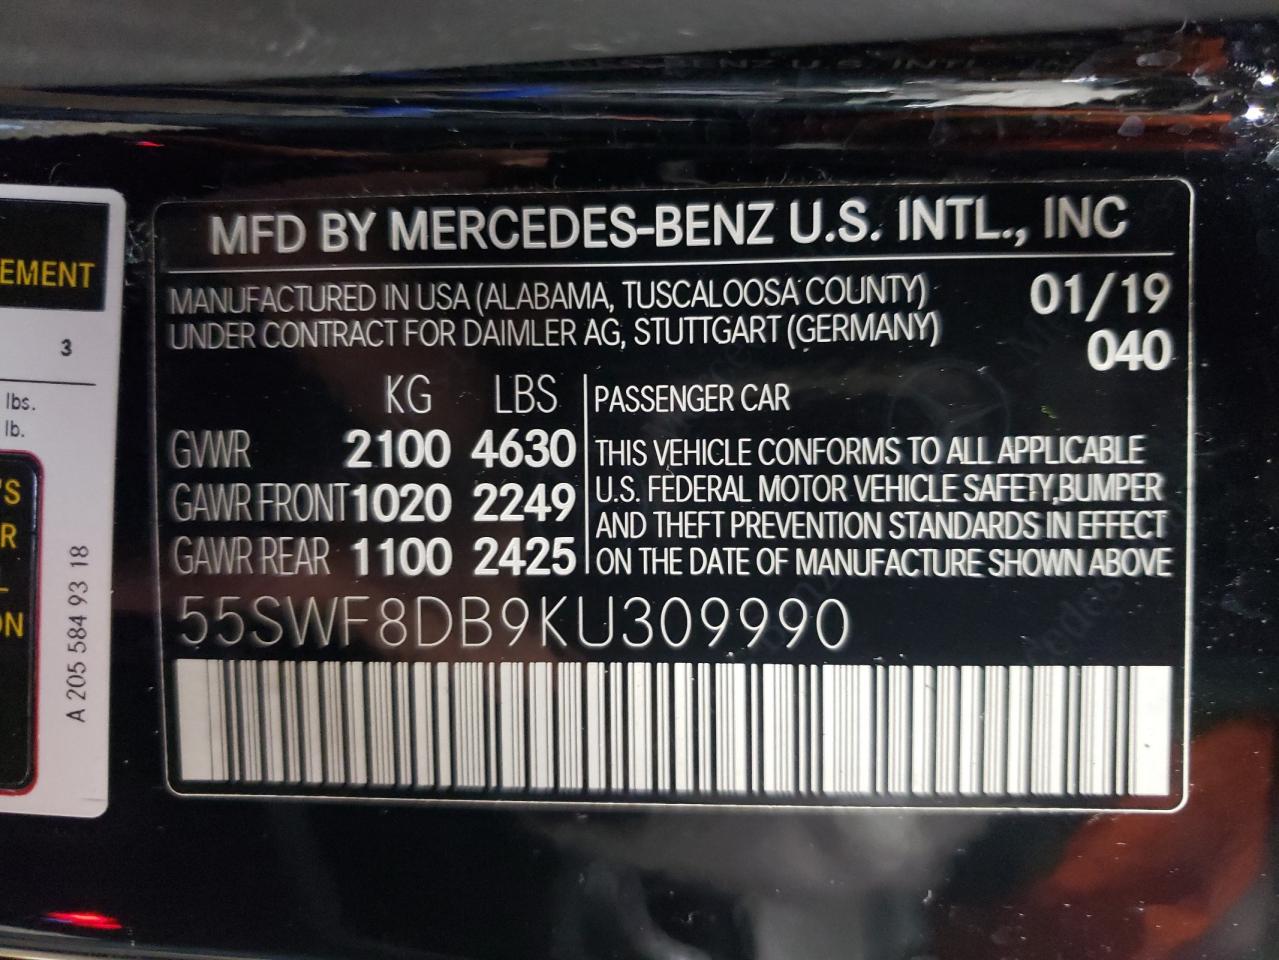 MFD BY MERCEDES-BENZ U.S. INTL., INC
MANUFACTURED IN USA (ALABAMA, TUSCALOOSA COUNTY) 01/19
UNDER CONTRACT FOR DAIMLER AG, STUTTGART (GERMANY) 040
KG LBS
GVWR 2100 4630
GAWR FRONT 1020 2249
GAWR REAR 1100 2425
PASSENGER CAR
THIS VEHICLE CONFORMS TO ALL APPLICABLE
U.S. FEDERAL MOTOR VEHICLE SAFETY, BUMPER
AND THEFT PREVENTION STANDARDS IN EFFECT
ON THE DATE OF MANUFACTURE SHOWN ABOVE
55SWF8DB9KU309990
EMENT
3
lbs.
lb.
'S
R
ON
A 205 584 93 18